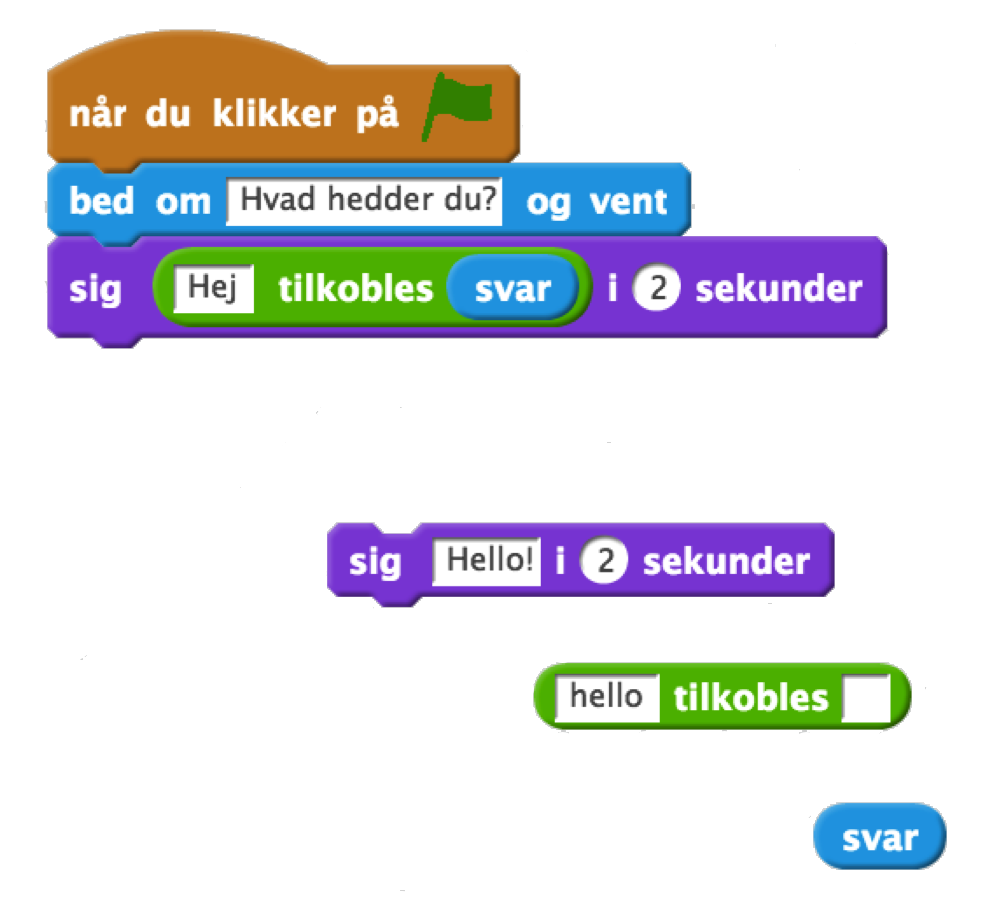 når du klikker på
bed om Hvad hedder du? og vent
sig Hej tilkobles svar i 2 sekunder
sig Hello! i 2 sekunder
hello tilkobles
svar